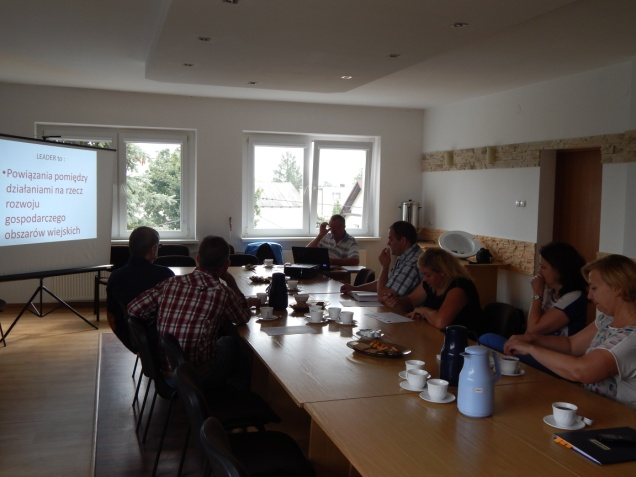 LEADER to :
•Powiązania pomiędzy
działaniami na rzecz
rozwoju
gospodarczego
obszarów wiejskich